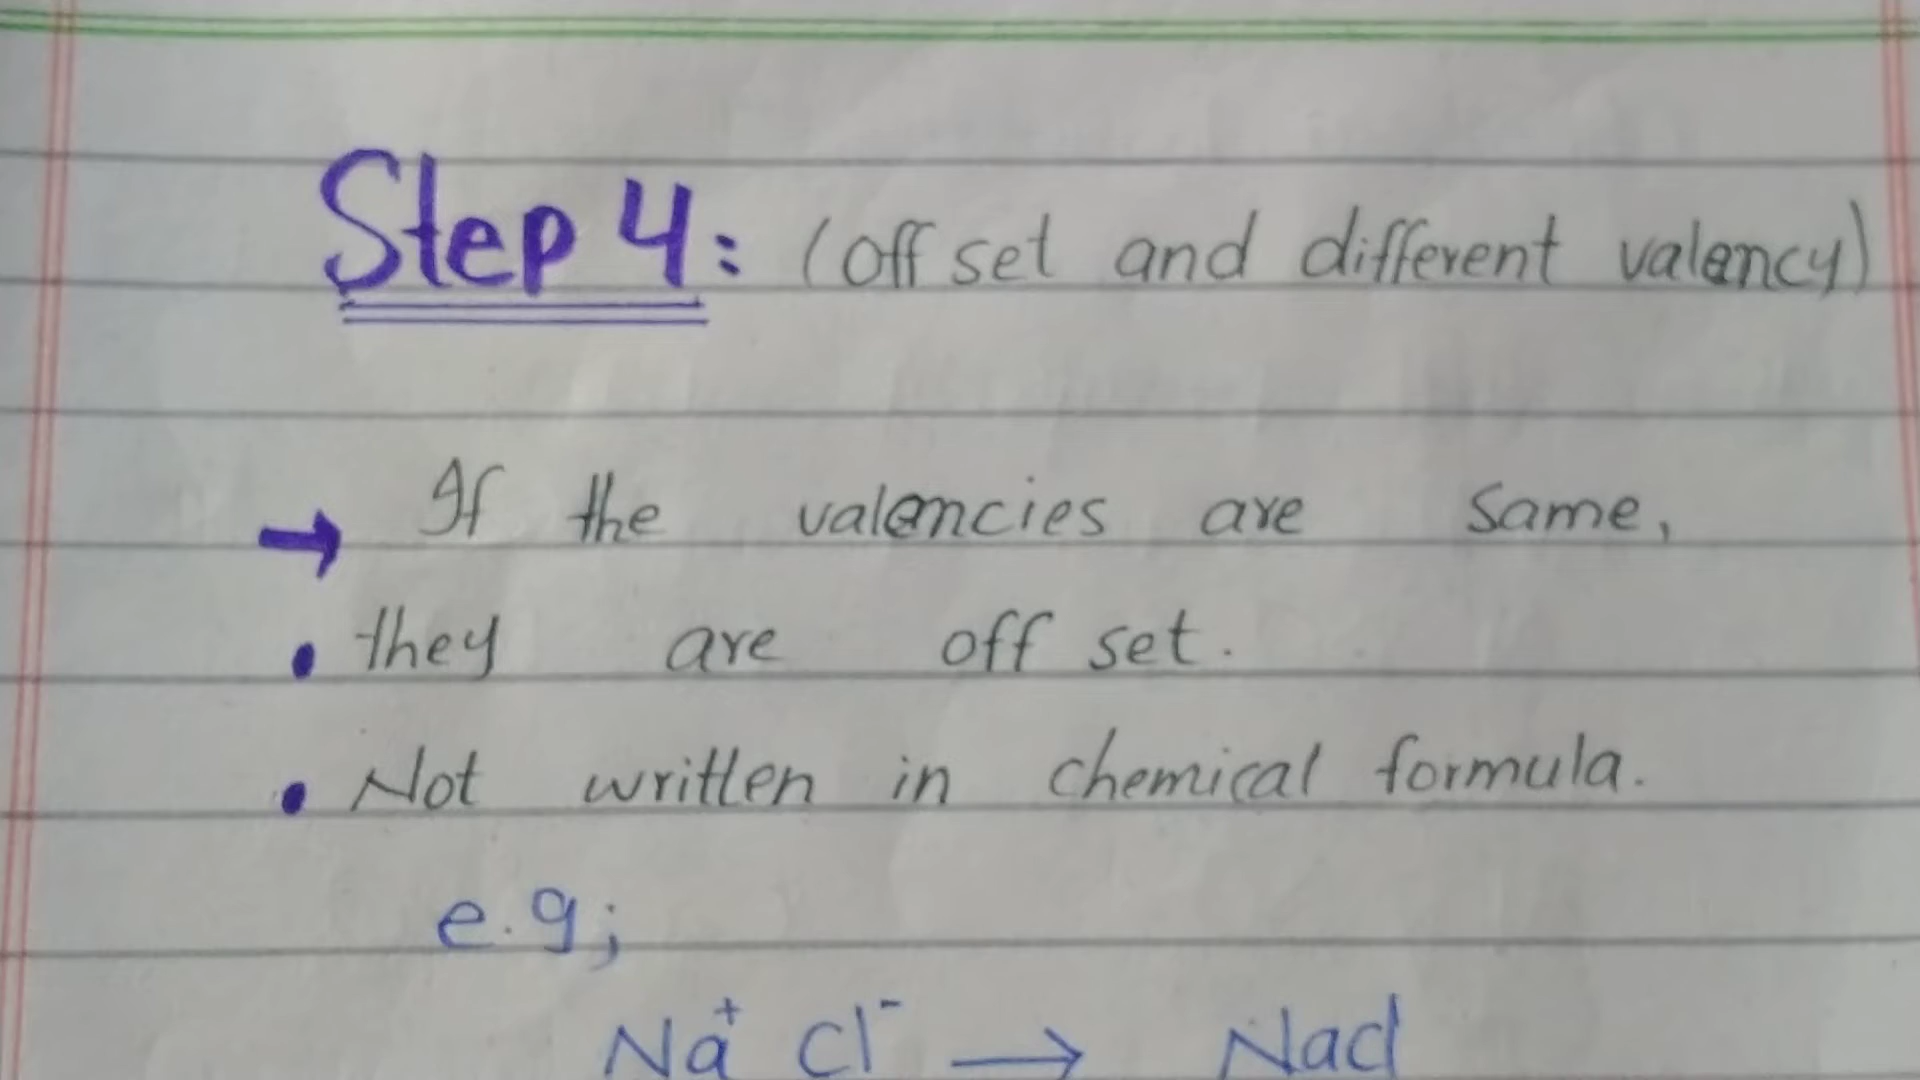 Step 4: (off set and different valency)
If the valencies are same,
they are off set.
Not written in chemical formula.
e.g;
Na⁺ Cl⁻ → Nacl